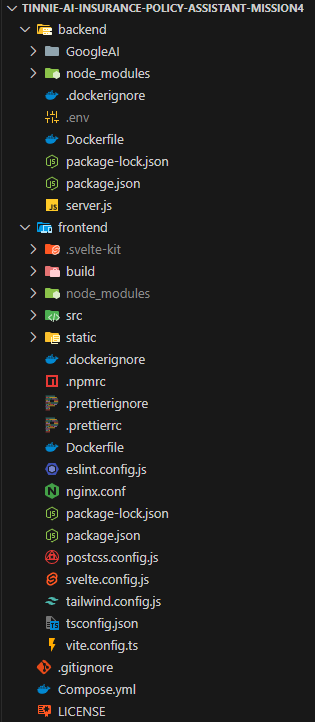 TINNIE-AI-INSURANCE-POLICY-ASSISTANT-MISSION4
backend
GoogleAI
node_modules
.dockerignore
.env
Dockerfile
package-lock.json
package.json
JS server.js
frontend
.svelte-kit
build
node_modules
src
static
.dockerignore
.npmrc
.prettierignore
.prettierrc
Dockerfile
eslint.config.js
nginx.conf
package-lock.json
package.json
postcss.config.js
svelte.config.js
tailwind.config.js
TS tsconfig.json
vite.config.ts
.gitignore
Compose.yml
LICENSE